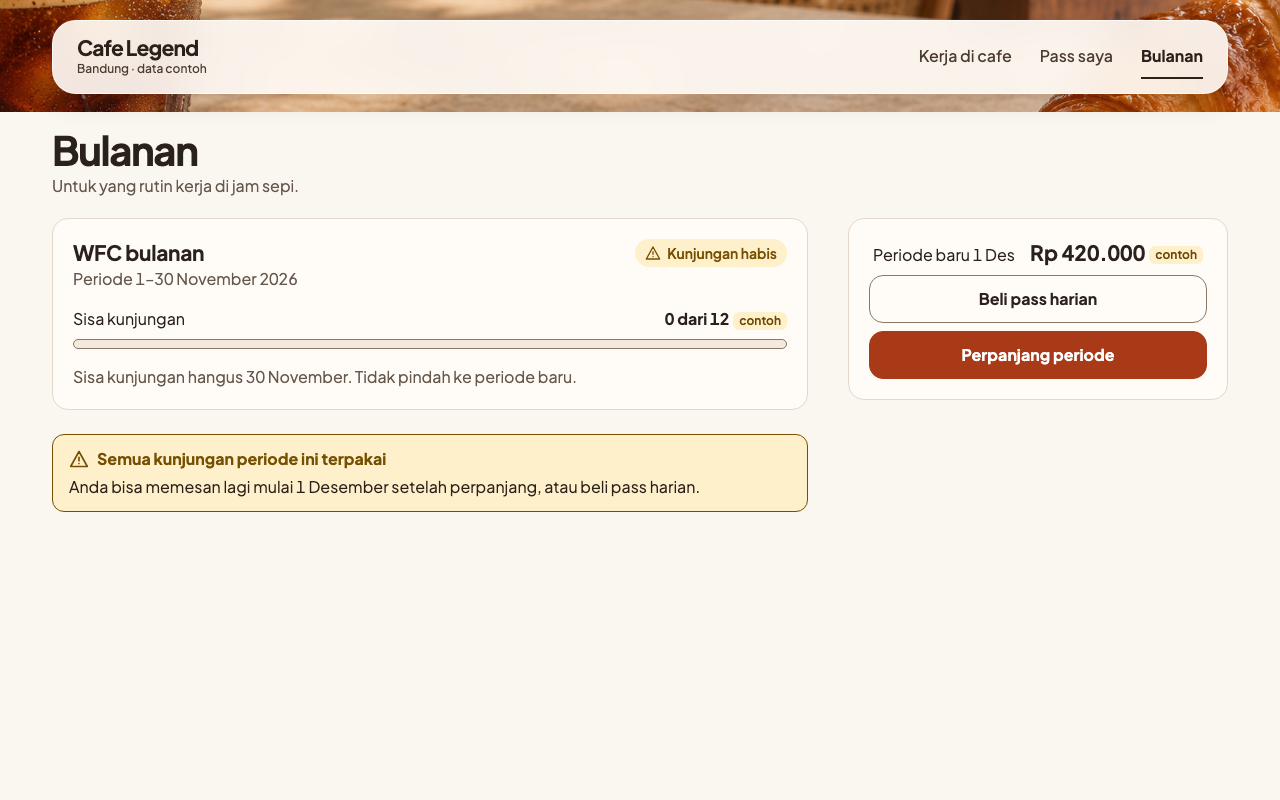 Cafe Legend
Bandung · data contoh
Kerja di cafe
Pass saya
Bulanan
Bulanan
Untuk yang rutin kerja di jam sepi.
WFC bulanan
Kunjungan habis
Periode 1–30 November 2026
Sisa kunjungan
0 dari 12 contoh
Sisa kunjungan hangus 30 November. Tidak pindah ke periode baru.
Semua kunjungan periode ini terpakai
Anda bisa memesan lagi mulai 1 Desember setelah perpanjang, atau beli pass harian.
Periode baru 1 Des Rp 420.000 contoh
Beli pass harian
Perpanjang periode